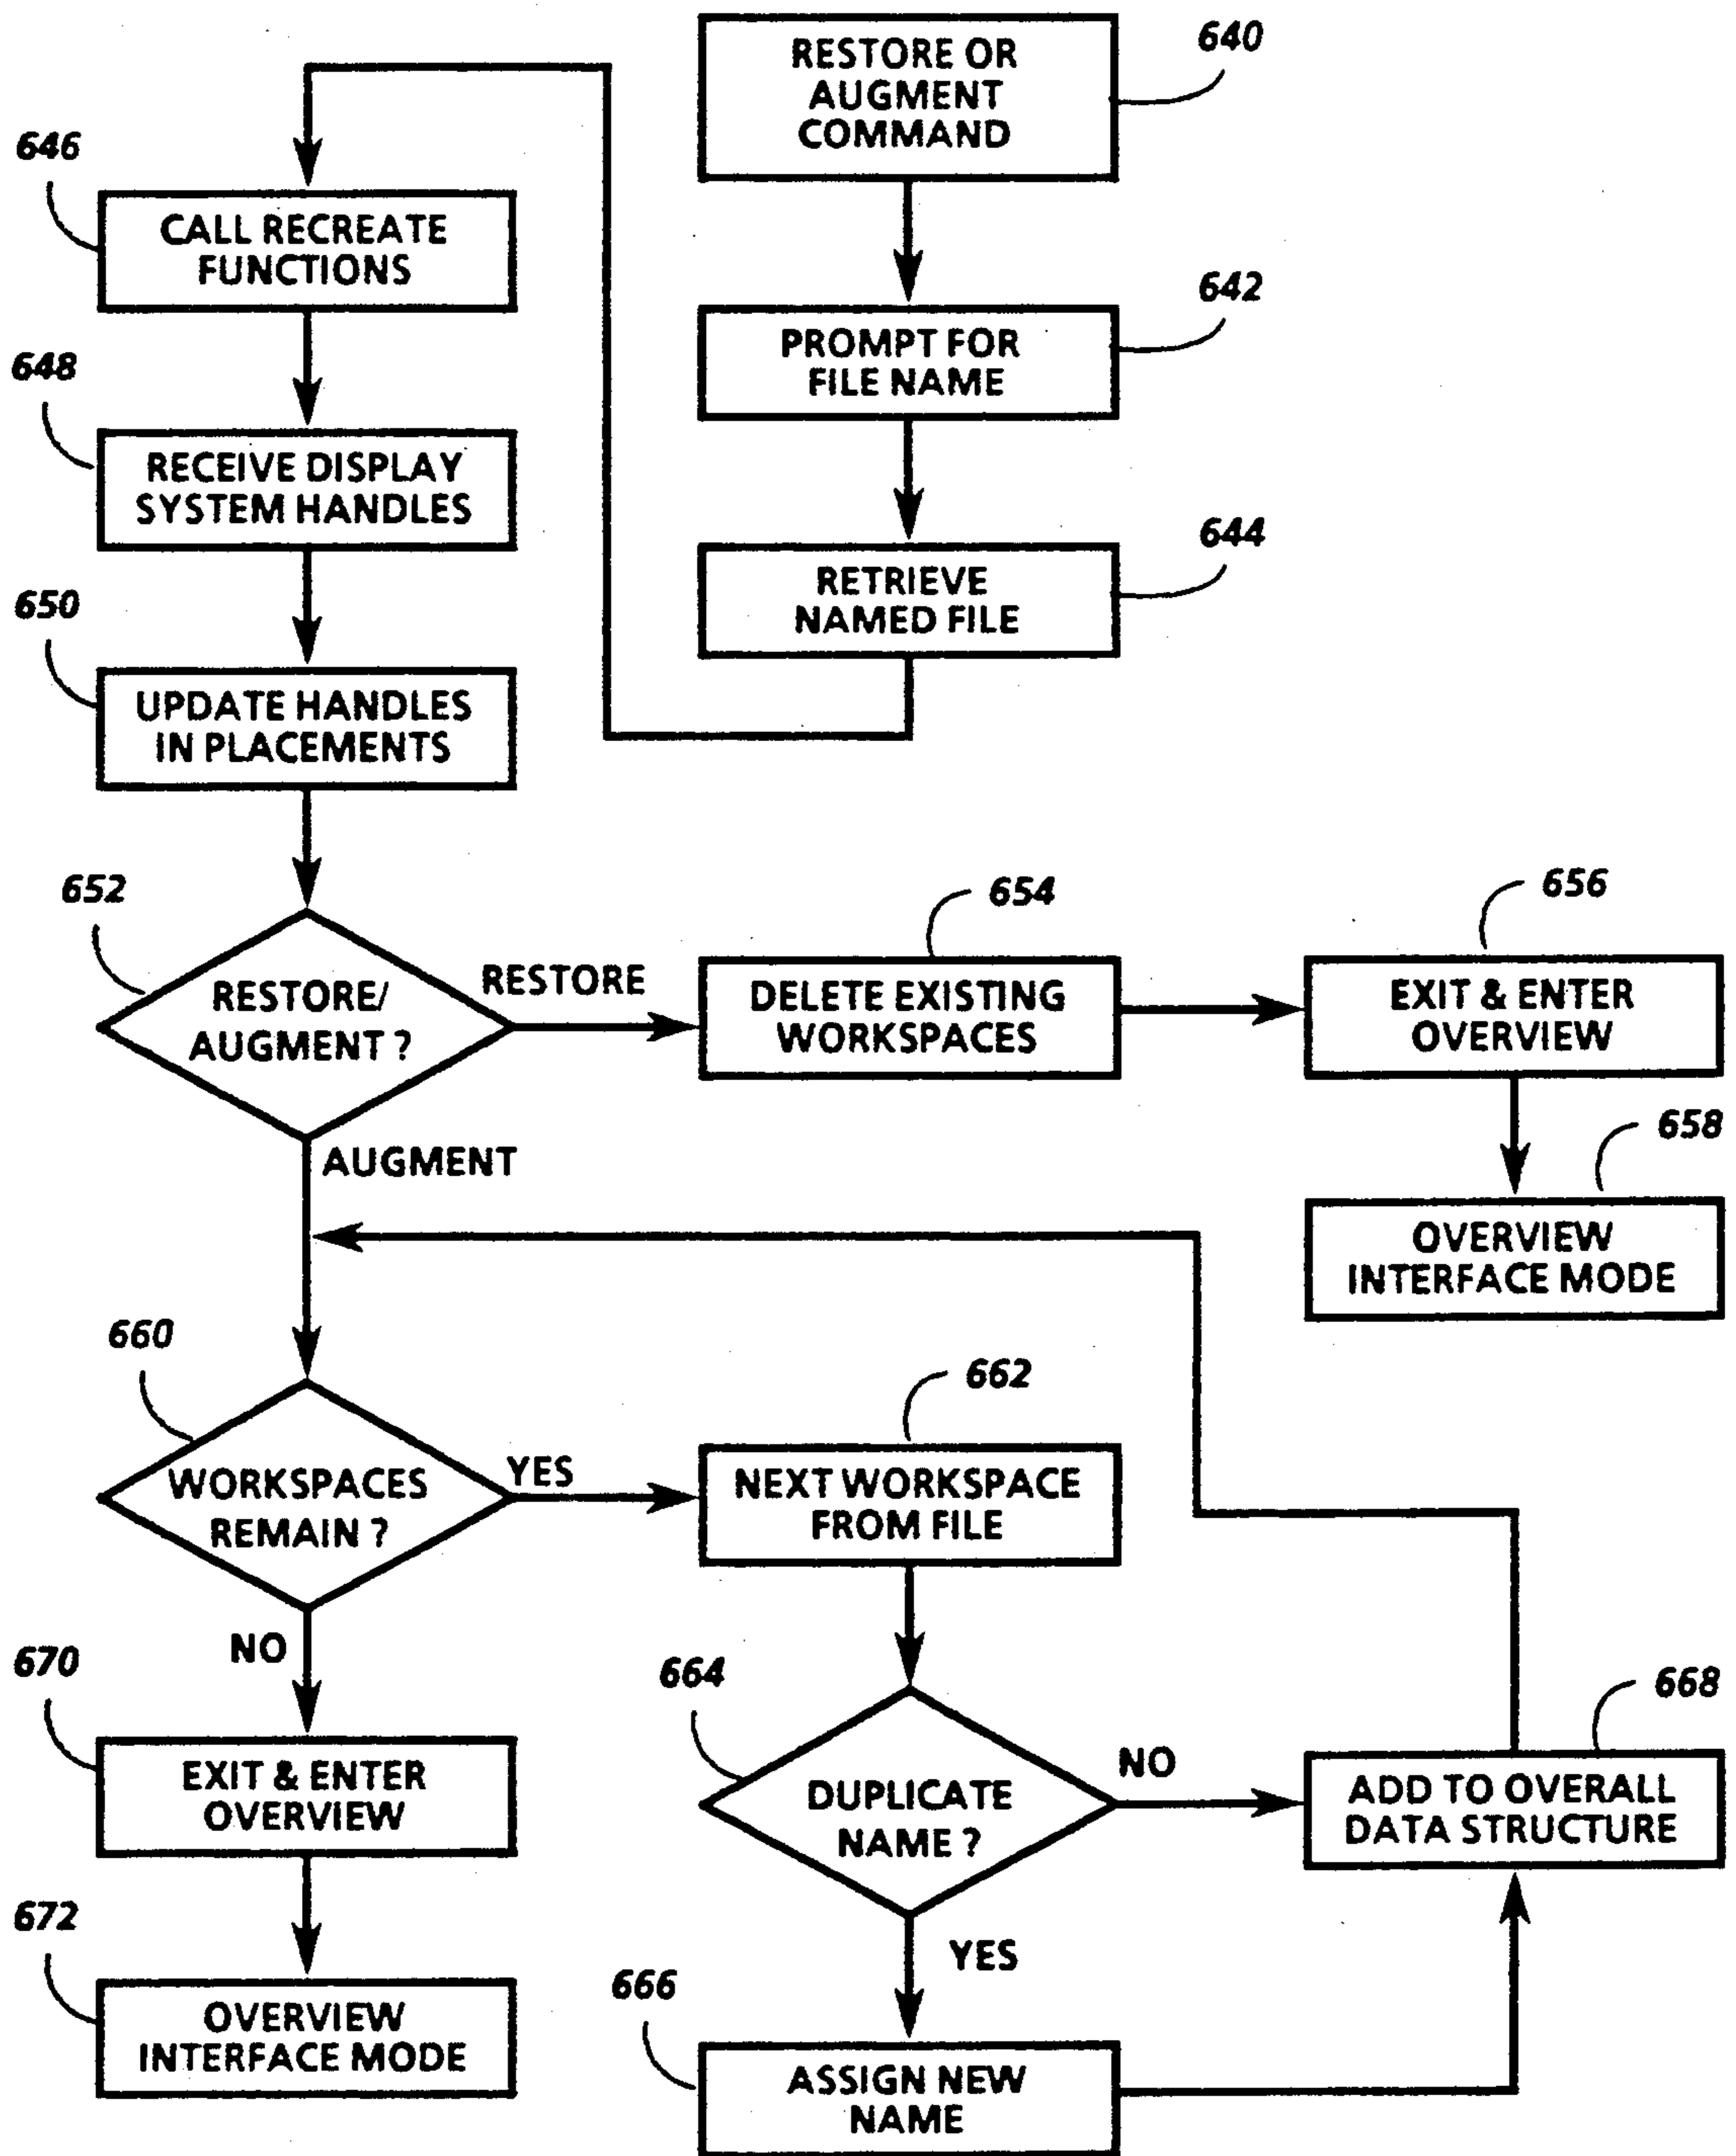 640
RESTORE OR
AUGMENT
COMMAND
642
PROMPT FOR
FILE NAME
644
RETRIEVE
NAMED FILE
646
CALL RECREATE
FUNCTIONS
648
RECEIVE DISPLAY
SYSTEM HANDLES
650
UPDATE HANDLES
IN PLACEMENTS
652
RESTORE/
AUGMENT ?
RESTORE
654
DELETE EXISTING
WORKSPACES
656
EXIT & ENTER
OVERVIEW
658
OVERVIEW
INTERFACE MODE
AUGMENT
660
WORKSPACES
REMAIN ?
YES
662
NEXT WORKSPACE
FROM FILE
664
DUPLICATE
NAME ?
NO
668
ADD TO OVERALL
DATA STRUCTURE
YES
666
ASSIGN NEW
NAME
NO
670
EXIT & ENTER
OVERVIEW
672
OVERVIEW
INTERFACE MODE